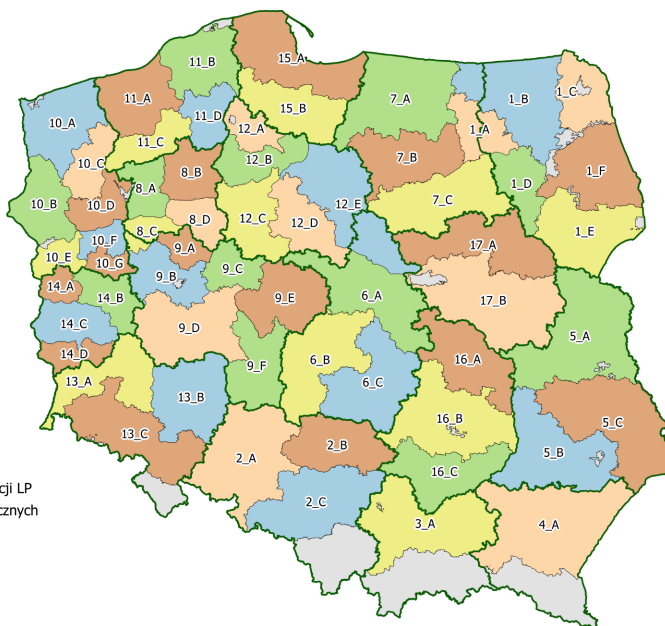 15_A
11_B
11_A
7_A
1_B
1_C
10_A
11_D
15_B
12_A
1_A
11_C
12_B
7_B
10_C
8_B
1_F
8_A
1_D
10_B
10_D
12_E
7_C
8_D
12_C
12_D
8_C
1_E
10_F
9_A
17_A
10_E
10_G
9_C
9_B
14_A
14_B
9_E
6_A
17_B
14_C
9_D
5_A
14_D
6_B
16_A
9_F
13_A
6_C
13_B
16_B
5_C
13_C
2_B
5_B
2_A
16_C
cji LP
2_C
cznych
3_A
4_A